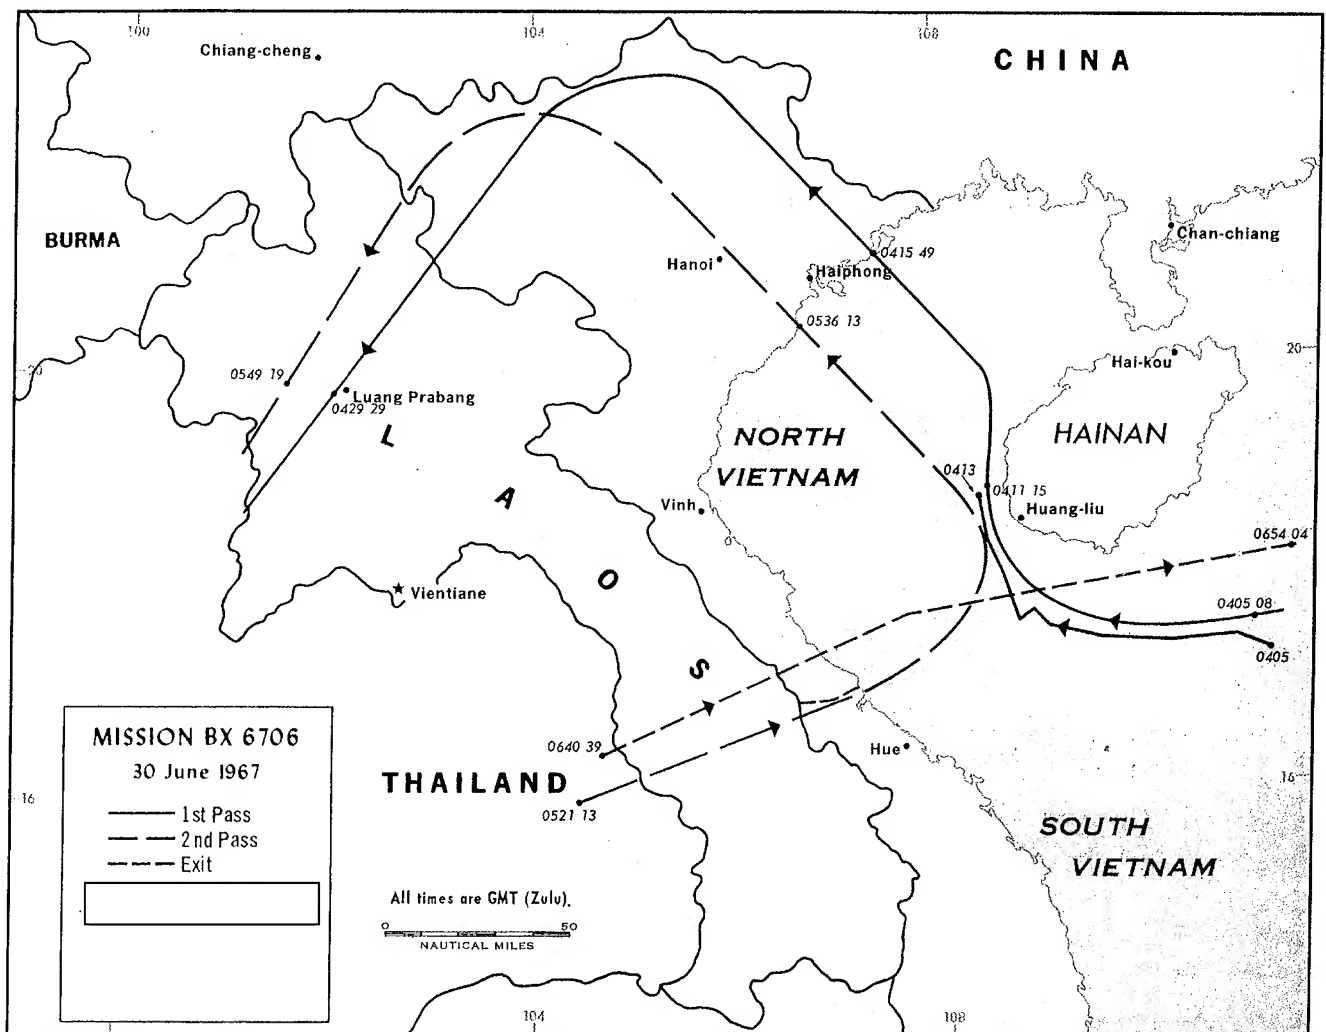 100
104
108
Chiang-cheng
CHINA
BURMA
Chan-chiang
Hanoi
Haiphong
0415 49
0536 13
20
20
Hai-kou
0549 19
Luang Prabang
0429 29
L
NORTH
VIETNAM
HAINAN
0413
0411 15
A
Vinh
Huang-liu
0654 04
O
Vientiane
0405 08
0405
S
MISSION BX 6706
30 June 1967
1st Pass
2nd Pass
Exit
0640 39
Hue
THAILAND
0521 13
16
16
SOUTH
VIETNAM
All times are GMT (Zulu).
0 50
NAUTICAL MILES
104
108